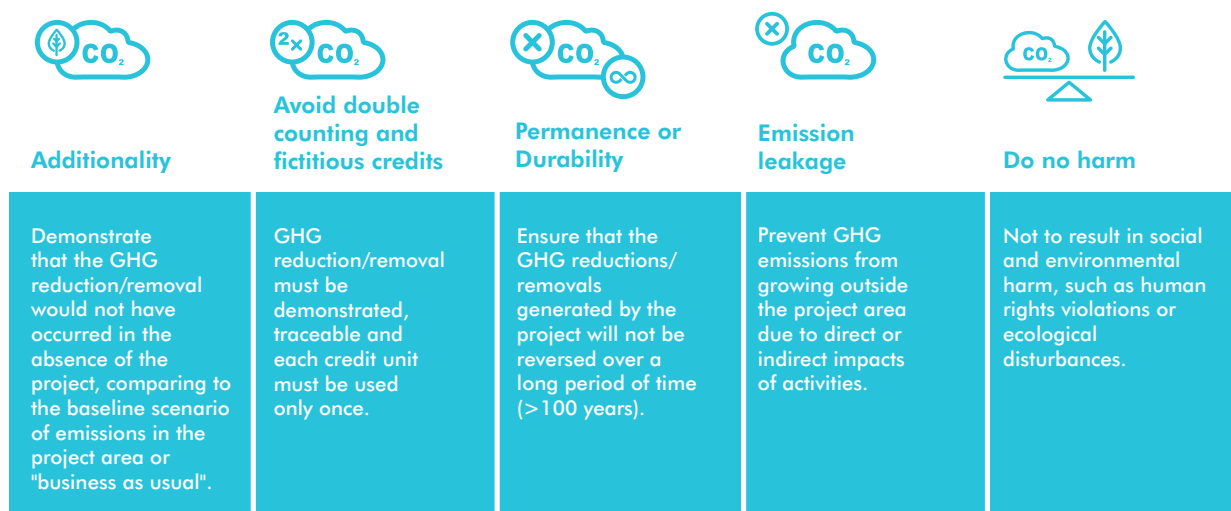 CO₂
2x CO₂
CO₂
CO₂
CO₂
Additionality
Avoid double
counting and
fictitious credits
Permanence or
Durability
Emission
leakage
Do no harm
Demonstrate
that the GHG
reduction/removal
would not have
occurred in the
absence of the
project, comparing to
the baseline scenario
of emissions in the
project area or
"business as usual".
GHG
reduction/removal
must be
demonstrated,
traceable and
each credit unit
must be used
only once.
Ensure that the
GHG reductions/
removals
generated by the
project will not be
reversed over a
long period of time
(>100 years).
Prevent GHG
emissions from
growing outside
the project area
due to direct or
indirect impacts
of activities.
Not to result in social
and environmental
harm, such as human
rights violations or
ecological
disturbances.